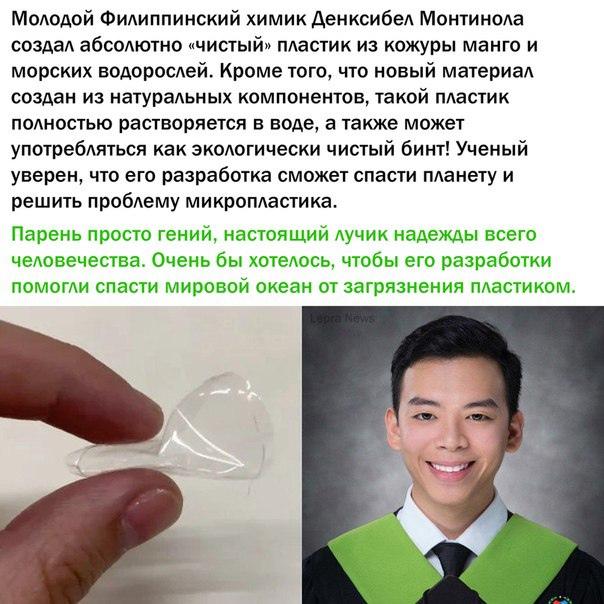 Молодой Филиппинский химик Денксибел Монтинола
создал абсолютно «чистый» пластик из кожуры манго и
морских водорослей. Кроме того, что новый материал
создан из натуральных компонентов, такой пластик
полностью растворяется в воде, а также может
употребляться как экологически чистый бинт! Ученый
уверен, что его разработка сможет спасти планету и
решить проблему микропластика.
Парень просто гений, настоящий лучик надежды всего
человечества. Очень бы хотелось, чтобы его разработки
помогли спасти мировой океан от загрязнения пластиком.
Lepra News